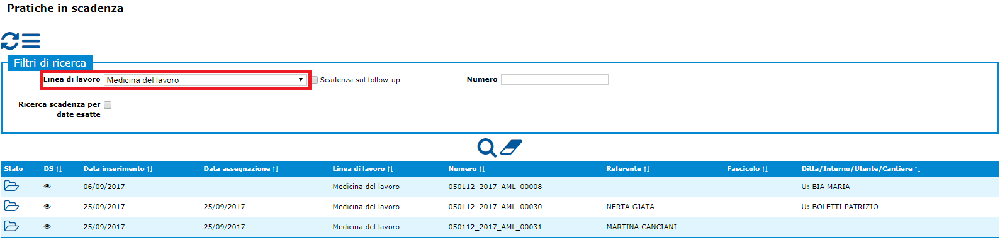 Pratiche in scadenza
Filtri di ricerca
Linea di lavoro Medicina del lavoro Scadenza sul follow-up Numero
Ricerca scadenza per
date esatte
Stato DS Data inserimento Data assegnazione Linea di lavoro Numero Referente Fascicolo Ditta/Interno/Utente/Cantiere
06/09/2017 Medicina del lavoro 050112_2017_AML_00008 U: BIA MARIA
25/09/2017 25/09/2017 Medicina del lavoro 050112_2017_AML_00030 NERTA GJATA U: BOLETTI PATRIZIO
25/09/2017 25/09/2017 Medicina del lavoro 050112_2017_AML_00031 MARTINA CANCIANI